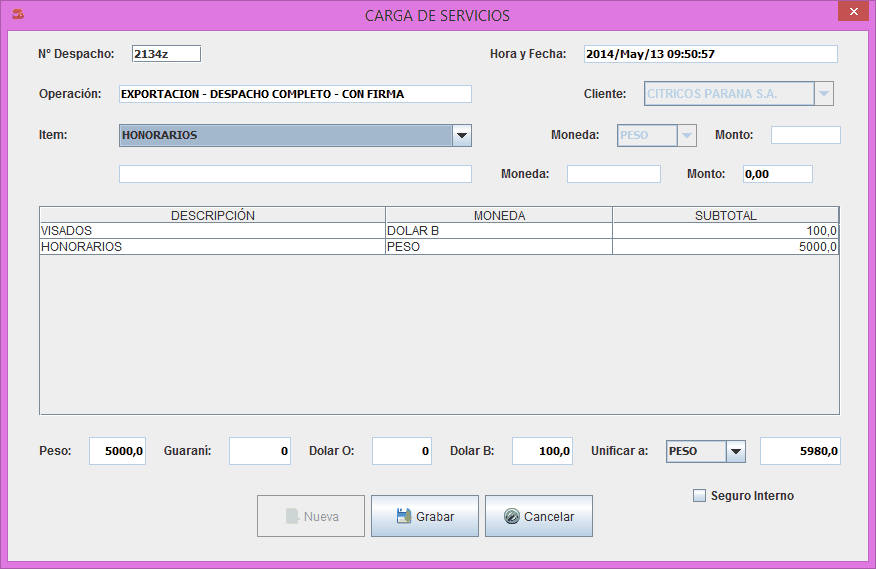 CARGA DE SERVICIOS
N° Despacho: 2134z Hora y Fecha: 2014/May/13 09:50:57
Operación: EXPORTACION - DESPACHO COMPLETO - CON FIRMA Cliente: CITRICOS PARANA S.A.
Item: HONORARIOS Moneda: PESO Monto:
Moneda: Monto: 0,00
DESCRIPCIÓN MONEDA SUBTOTAL
VISADOS DOLAR B 100,0
HONORARIOS PESO 5000,0
Peso: 5000,0 Guaraní: 0 Dolar O: 0 Dolar B: 100,0 Unificar a: PESO 5980,0
Seguro Interno
Nueva Grabar Cancelar